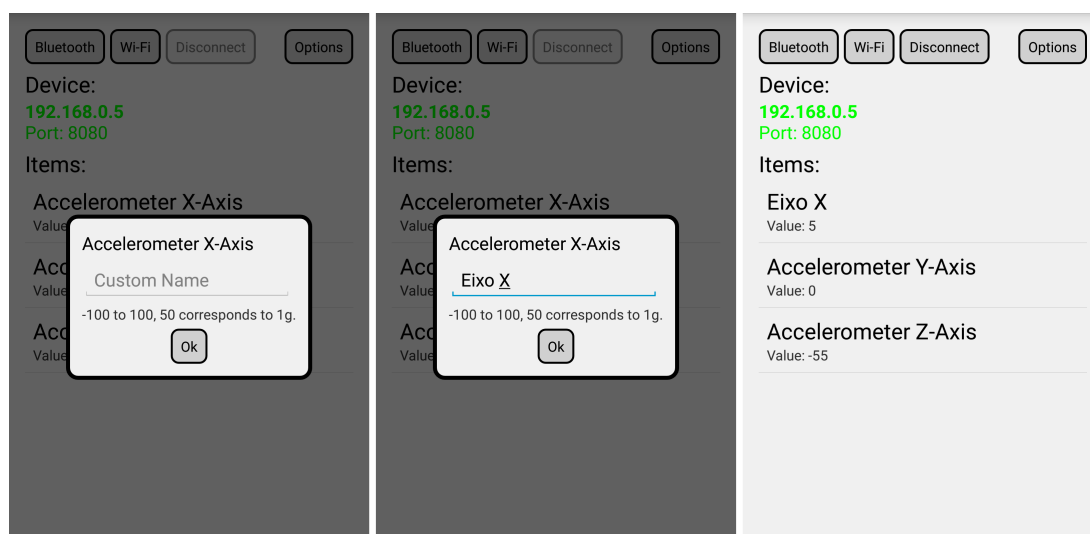 Bluetooth Wi-Fi Disconnect Options
Device:
192.168.0.5
Port: 8080
Items:
Accelerometer X-Axis
Value
Accelerometer X-Axis
Acc
Custom Name
Value
-100 to 100, 50 corresponds to 1g.
Acc
Ok
Value
Bluetooth Wi-Fi Disconnect Options
Device:
192.168.0.5
Port: 8080
Items:
Accelerometer X-Axis
Value
Accelerometer X-Axis
Acc
Eixo X
Value
-100 to 100, 50 corresponds to 1g.
Acc
Ok
Value
Bluetooth Wi-Fi Disconnect Options
Device:
192.168.0.5
Port: 8080
Items:
Eixo X
Value: 5
Accelerometer Y-Axis
Value: 0
Accelerometer Z-Axis
Value: -55